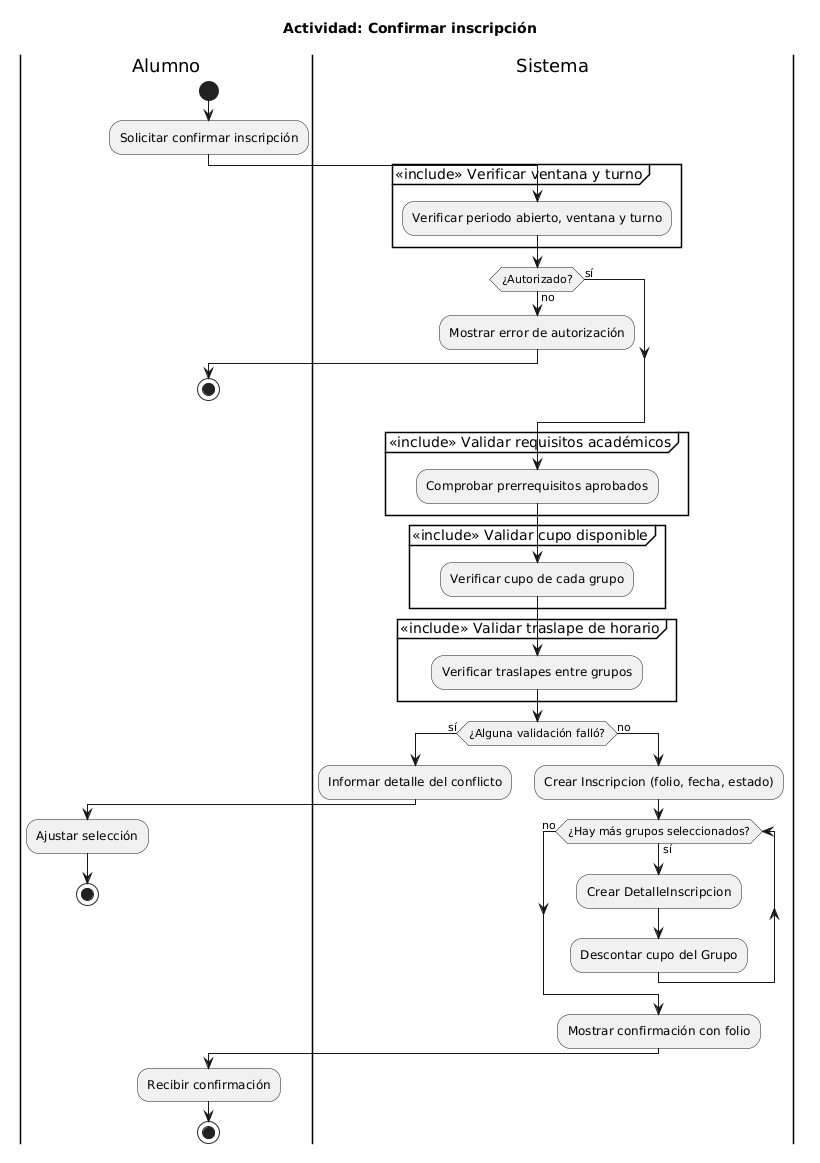 Actividad: Confirmar inscripción
Alumno
Sistema
Solicitar confirmar inscripción
«include» Verificar ventana y turno
Verificar periodo abierto, ventana y turno
¿Autorizado?
sí
no
Mostrar error de autorización
«include» Validar requisitos académicos
Comprobar prerrequisitos aprobados
«include» Validar cupo disponible
Verificar cupo de cada grupo
«include» Validar traslape de horario
Verificar traslapes entre grupos
sí
¿Alguna validación falló?
no
Informar detalle del conflicto
Crear Inscripcion (folio, fecha, estado)
Ajustar selección
no
¿Hay más grupos seleccionados?
sí
Crear DetalleInscripcion
Descontar cupo del Grupo
Mostrar confirmación con folio
Recibir confirmación